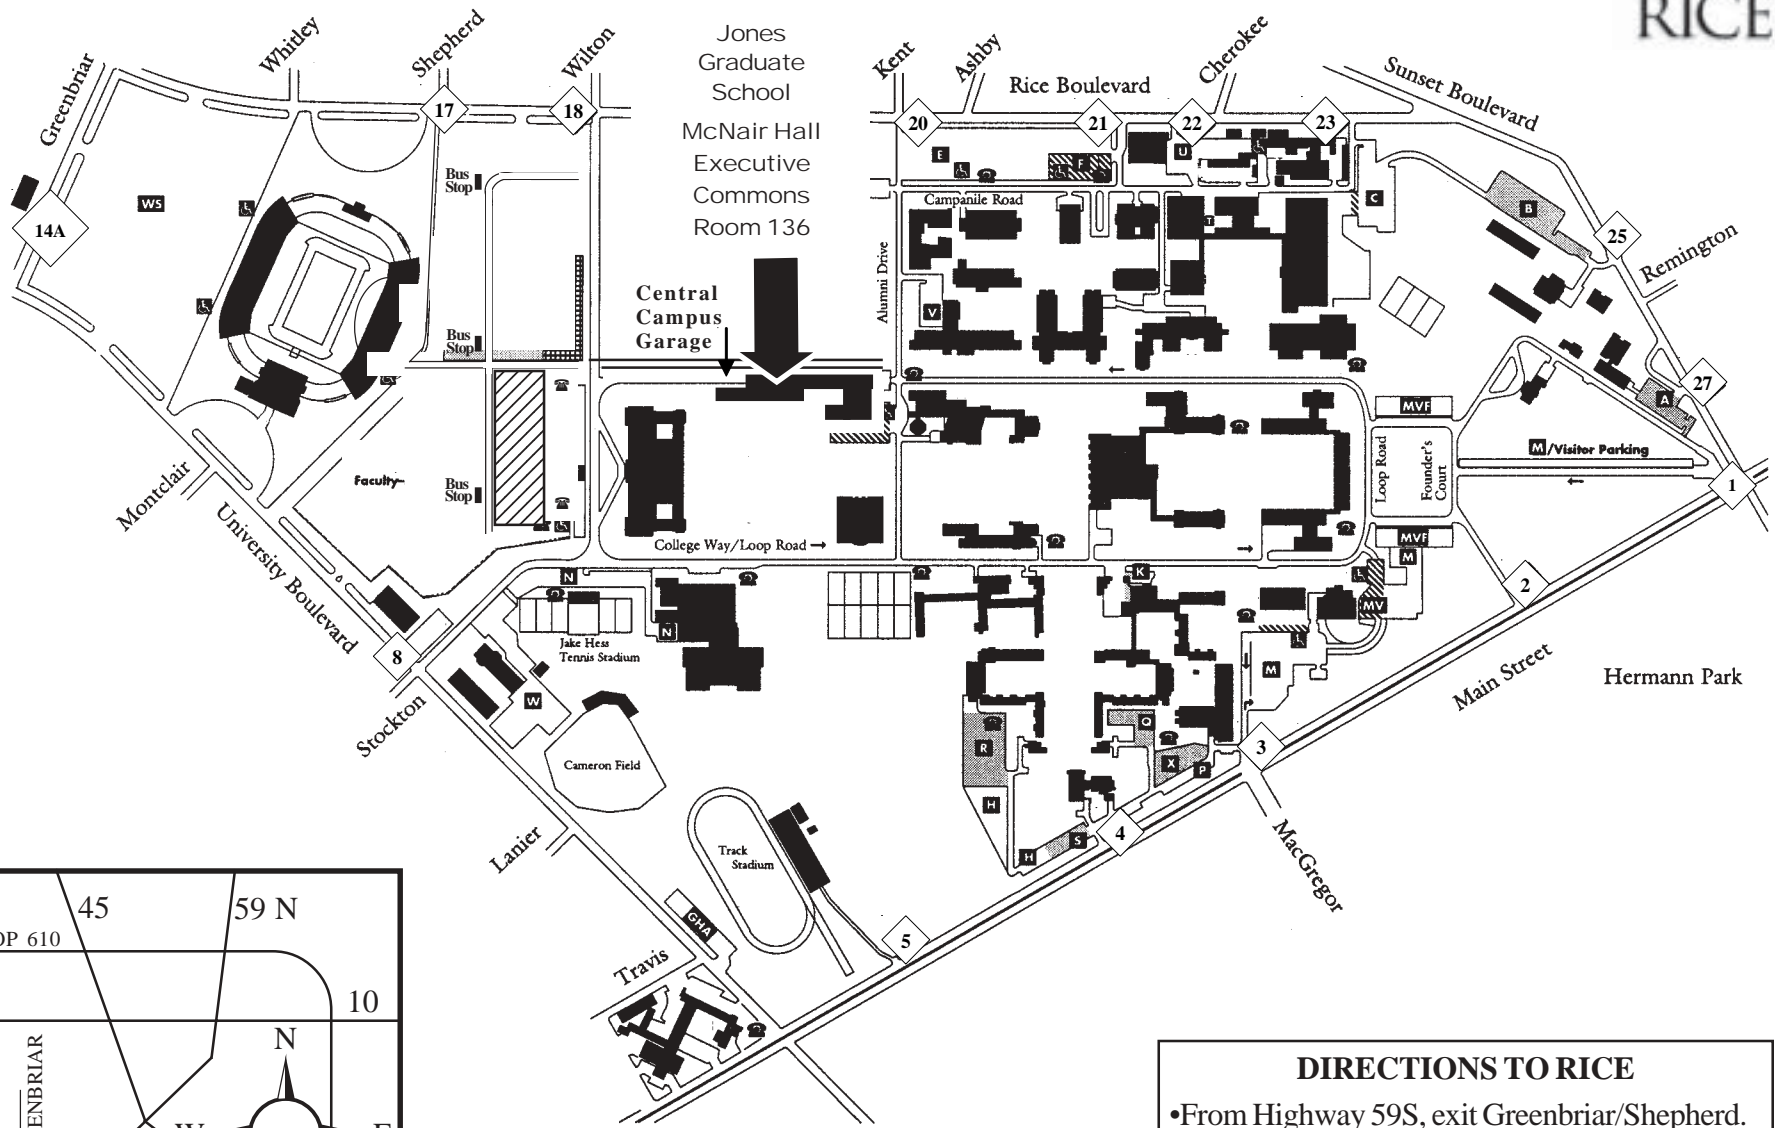 RICE
Greenbriar
Whitley
Shepherd
Wilton
Jones
Graduate
School
McNair Hall
Executive
Commons
Room 136
Kent
Ashby
Cherokee
Rice Boulevard
Sunset Boulevard
17
18
20
21
22
23
14A
WS
Bus
Stop
E
F
U
C
B
25
Remington
Campanile Road
T
Alumni Drive
V
Central
Campus
Garage
Bus
Stop
27
A
MVF
M/Visitor Parking
Loop Road
Founder's
Court
1
Faculty
Bus
Stop
Montclair
University Boulevard
College Way/Loop Road
MVF
M
2
N
K
MV
Jake Hess
Tennis Stadium
N
8
W
M
Main Street
Hermann Park
Stockton
Cameron Field
R
Q
X
P
3
H
H
S
4
MacGregor
Lanier
Track
Stadium
GHA
5
Travis
45
59 N
OP 610
10
N
ENBRIAR
W
E
DIRECTIONS TO RICE
•From Highway 59S, exit Greenbriar/Shepherd.